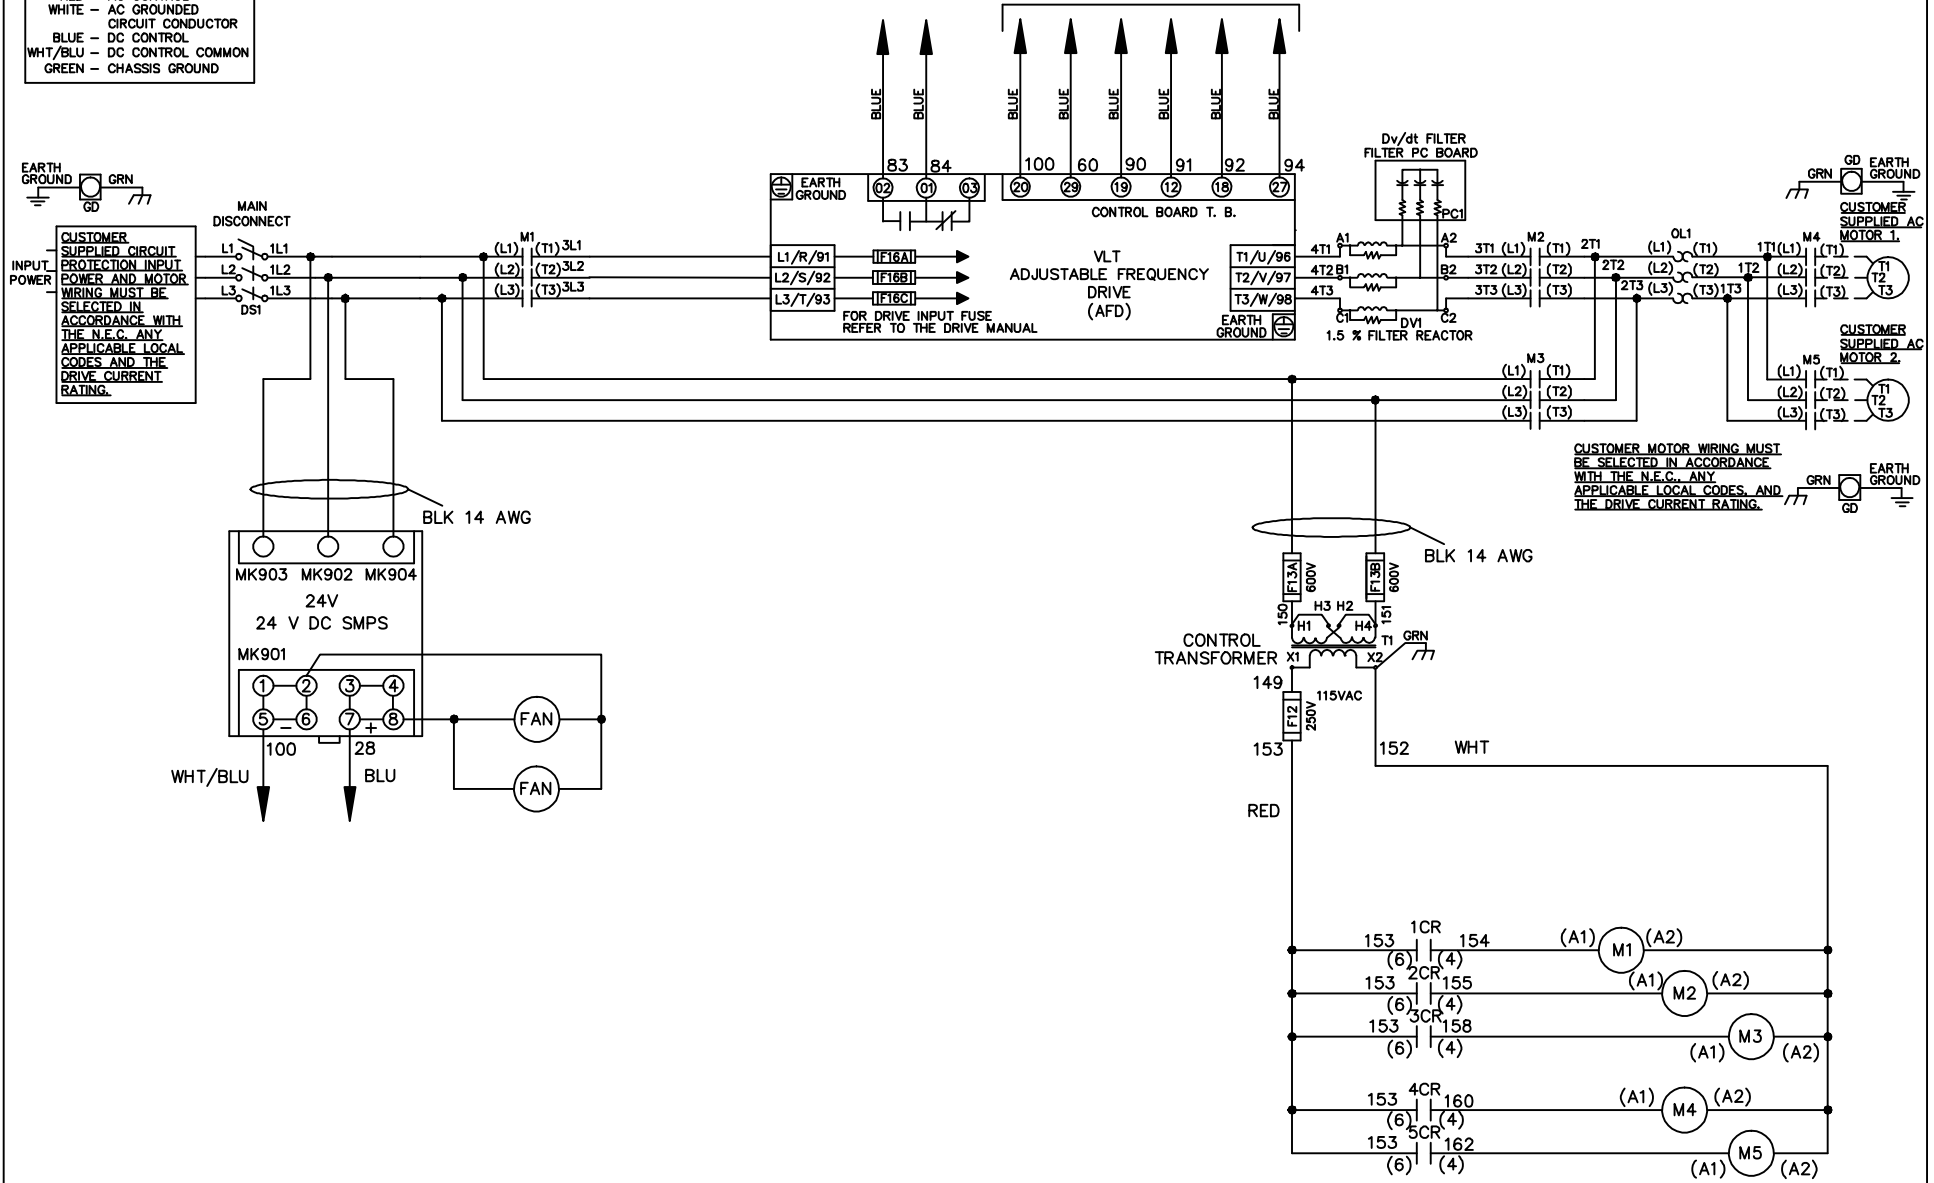 WHITE – AC GROUNDED
CIRCUIT CONDUCTOR
BLUE – DC CONTROL
WHT/BLU – DC CONTROL COMMON
GREEN – CHASSIS GROUND
BLUE
BLUE
BLUE
BLUE
BLUE
BLUE
BLUE
BLUE
83
84
100
60
90
91
92
94
02
01
03
20
29
19
12
18
27
EARTH
GROUND
CONTROL BOARD T. B.
EARTH
GROUND
GRN
GD
MAIN
DISCONNECT
INPUT
POWER
CUSTOMER
SUPPLIED CIRCUIT
PROTECTION INPUT
POWER AND MOTOR
WIRING MUST BE
SELECTED IN
ACCORDANCE WITH
THE N.E.C. ANY
APPLICABLE LOCAL
CODES AND THE
DRIVE CURRENT
RATING.
L1
1L1
L2
1L2
L3
1L3
DS1
M1
(L1)
(T1)
3L1
(L2)
(T2)
3L2
(L3)
(T3)
3L3
L1/R/91
F16A
L2/S/92
F16B
L3/T/93
F16C
FOR DRIVE INPUT FUSE
REFER TO THE DRIVE MANUAL
VLT
ADJUSTABLE FREQUENCY
DRIVE
(AFD)
T1/U/96
T2/V/97
T3/W/98
EARTH
GROUND
Dv/dt FILTER
FILTER PC BOARD
PC1
4T1
A1
A2
4T2
B1
B2
4T3
C1
C2
DV1
1.5 % FILTER REACTOR
M2
3T1 (L1)
(T1)
2T1
3T2 (L2)
(T2)
2T2
3T3 (L3)
(T3)
2T3
OL1
(L1)
(T1)
1T1
(L2)
(T2)
1T2
(L3)
(T3)
1T3
M4
(L1)
(T1)
(L2)
(T2)
(L3)
(T3)
T1
T2
T3
GD
GRN
EARTH
GROUND
CUSTOMER
SUPPLIED AC
MOTOR 1.
CUSTOMER
SUPPLIED AC
MOTOR 2.
M3
(L1)
(T1)
(L2)
(T2)
(L3)
(T3)
M5
(L1)
(T1)
(L2)
(T2)
(L3)
(T3)
T1
T2
T3
CUSTOMER MOTOR WIRING MUST
BE SELECTED IN ACCORDANCE
WITH THE N.E.C., ANY
APPLICABLE LOCAL CODES, AND
THE DRIVE CURRENT RATING.
GRN
GD
EARTH
GROUND
BLK 14 AWG
MK903
MK902
MK904
24V
24 V DC SMPS
MK901
1
2
3
4
5
–
6
7
+
8
100
28
WHT/BLU
BLU
FAN
FAN
BLK 14 AWG
F13A
600V
F13B
600V
150
151
H3 H2
H1
H4
T1
GRN
CONTROL
TRANSFORMER
X1
X2
149
115VAC
F12
250V
153
152
WHT
RED
1CR
153
154
(6)
(4)
(A1)
M1
(A2)
2CR
153
155
(6)
(4)
(A1)
M2
(A2)
3CR
153
158
(6)
(4)
(A1)
M3
(A2)
4CR
153
160
(6)
(4)
(A1)
M4
(A2)
5CR
153
162
(6)
(4)
(A1)
M5
(A2)